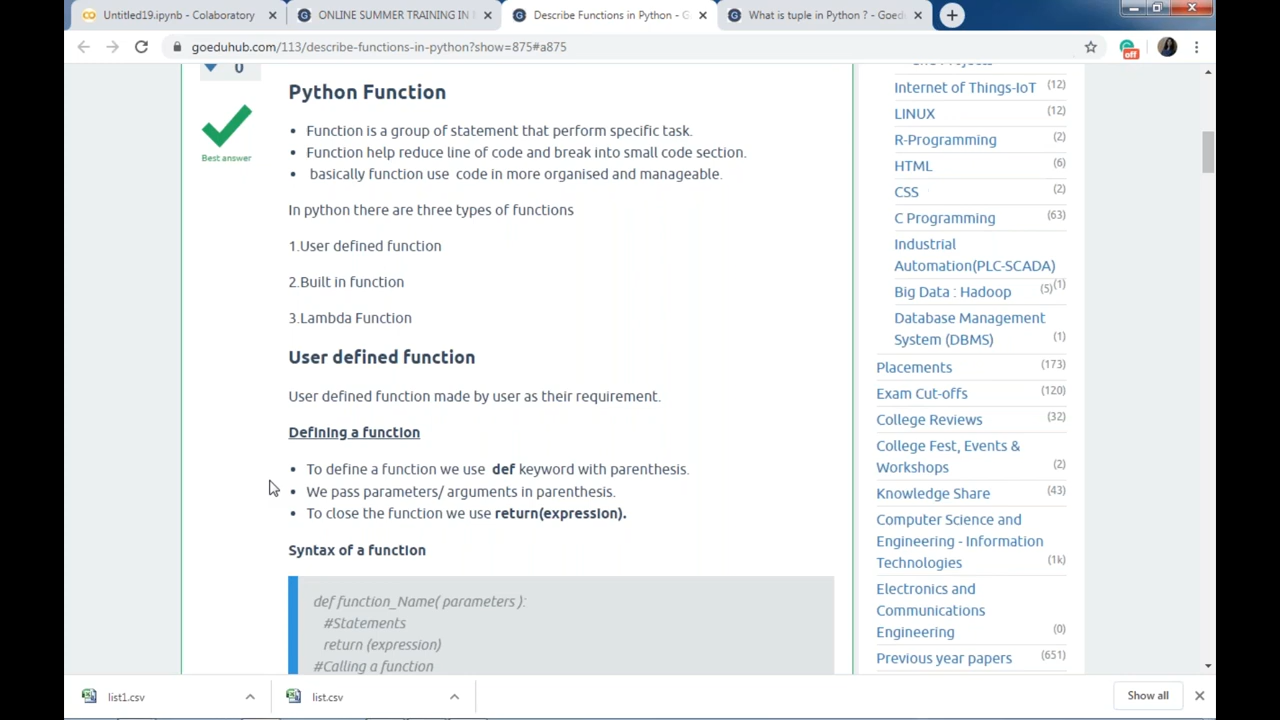 Untitled19.ipynb - Colaboratory
ONLINE SUMMER TRAINING IN
Describe Functions in Python - G
What is tuple in Python ? - Goed
goeduhub.com/113/describe-functions-in-python?show=875#a875
off
0
Best answer
Python Function
Function is a group of statement that perform specific task.
Function help reduce line of code and break into small code section.
basically function use code in more organised and manageable.
In python there are three types of functions
1.User defined function
2.Built in function
3.Lambda Function
User defined function
User defined function made by user as their requirement.
Defining a function
To define a function we use def keyword with parenthesis.
We pass parameters/ arguments in parenthesis.
To close the function we use return(expression).
Syntax of a function
def function_Name( parameters ):
#Statements
return (expression)
#Calling a function
Internet of Things-IoT (12)
LINUX (12)
R-Programming (2)
HTML (6)
CSS (2)
C Programming (63)
Industrial
Automation(PLC-SCADA)
(1)
Big Data : Hadoop (5)
Database Management
System (DBMS) (1)
Placements (173)
Exam Cut-offs (120)
College Reviews (32)
College Fest, Events &
Workshops (2)
Knowledge Share (43)
Computer Science and
Engineering - Information
Technologies (1k)
Electronics and
Communications
Engineering (0)
Previous year papers (651)
list1.csv
list.csv
Show all